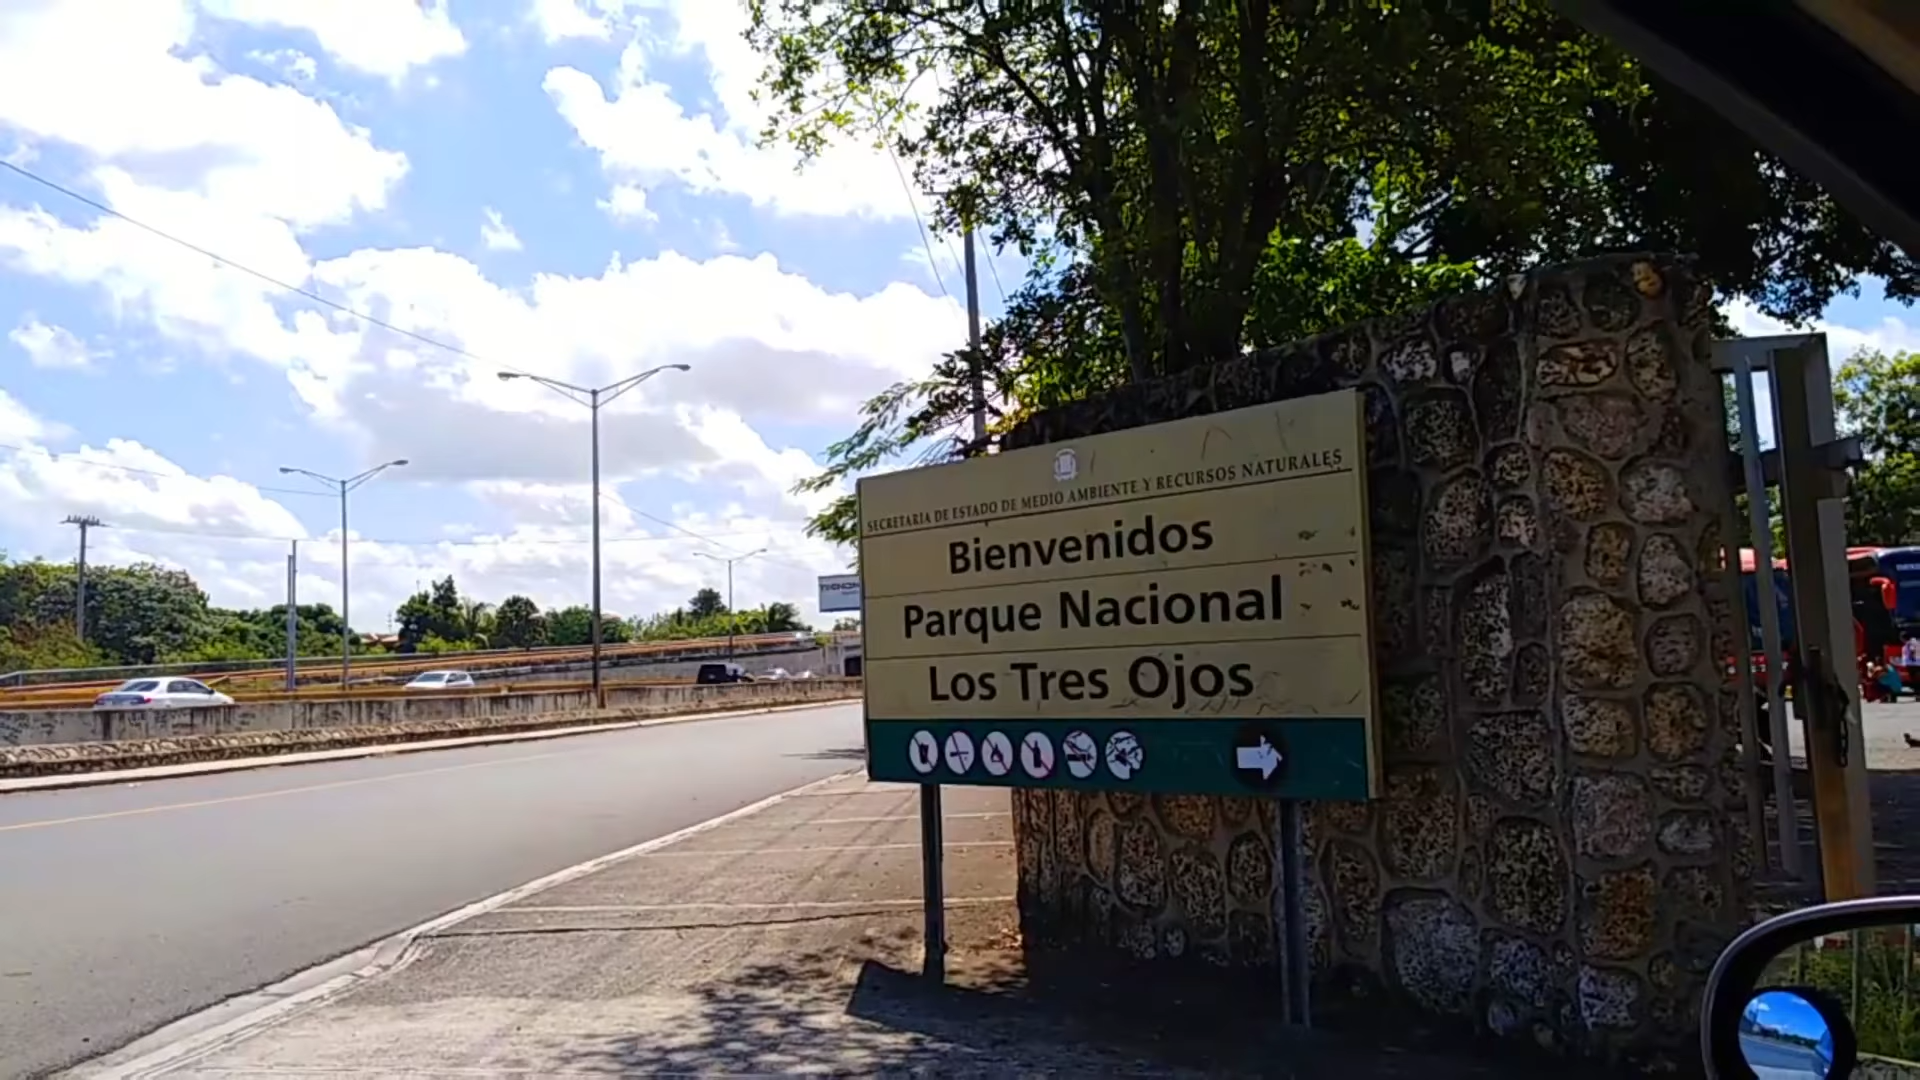 SECRETARIA DE ESTADO DE MEDIO AMBIENTE Y RECURSOS NATURALES
Bienvenidos
Parque Nacional
Los Tres Ojos